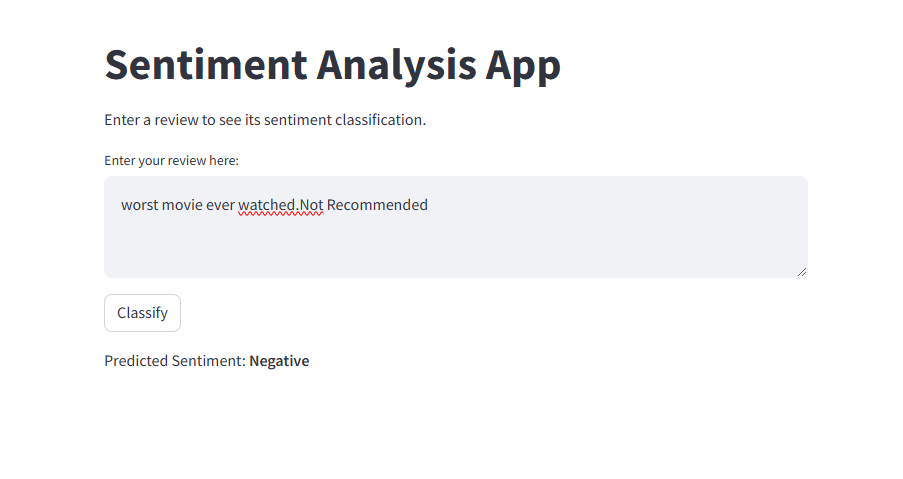 Sentiment Analysis App
Enter a review to see its sentiment classification.
Enter your review here:
worst movie ever watched.Not Recommended
Classify
Predicted Sentiment: Negative